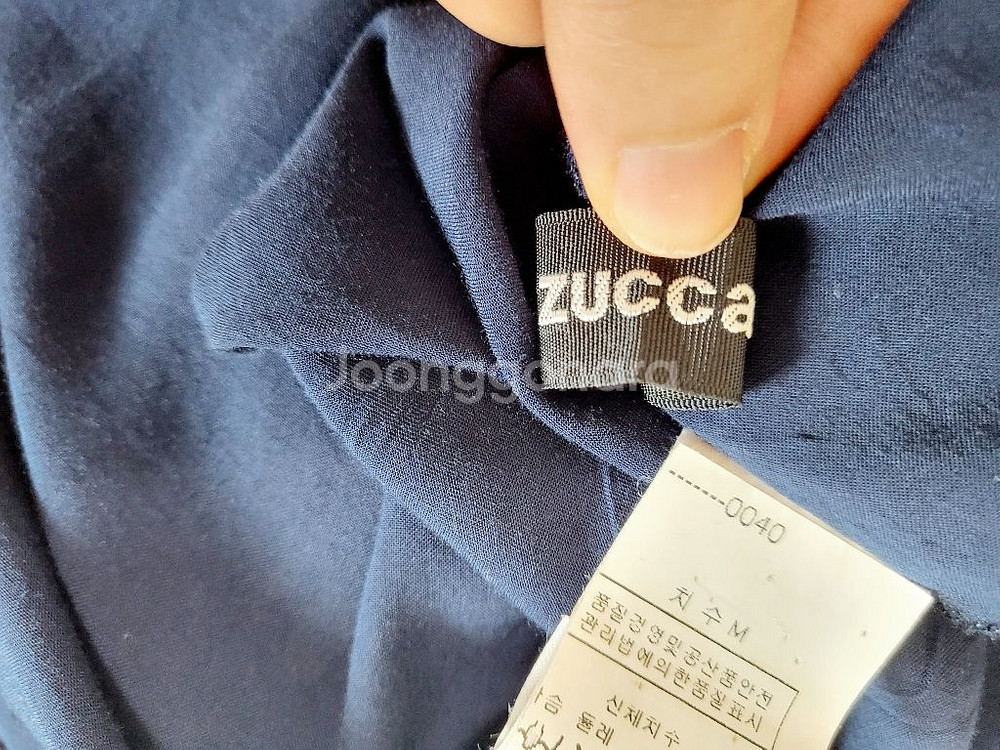 zucca
Joonggonara
-------0040
치수 M
품질경영및공산품안전
관리법에의한품질표시
신체치수
슴 둘레